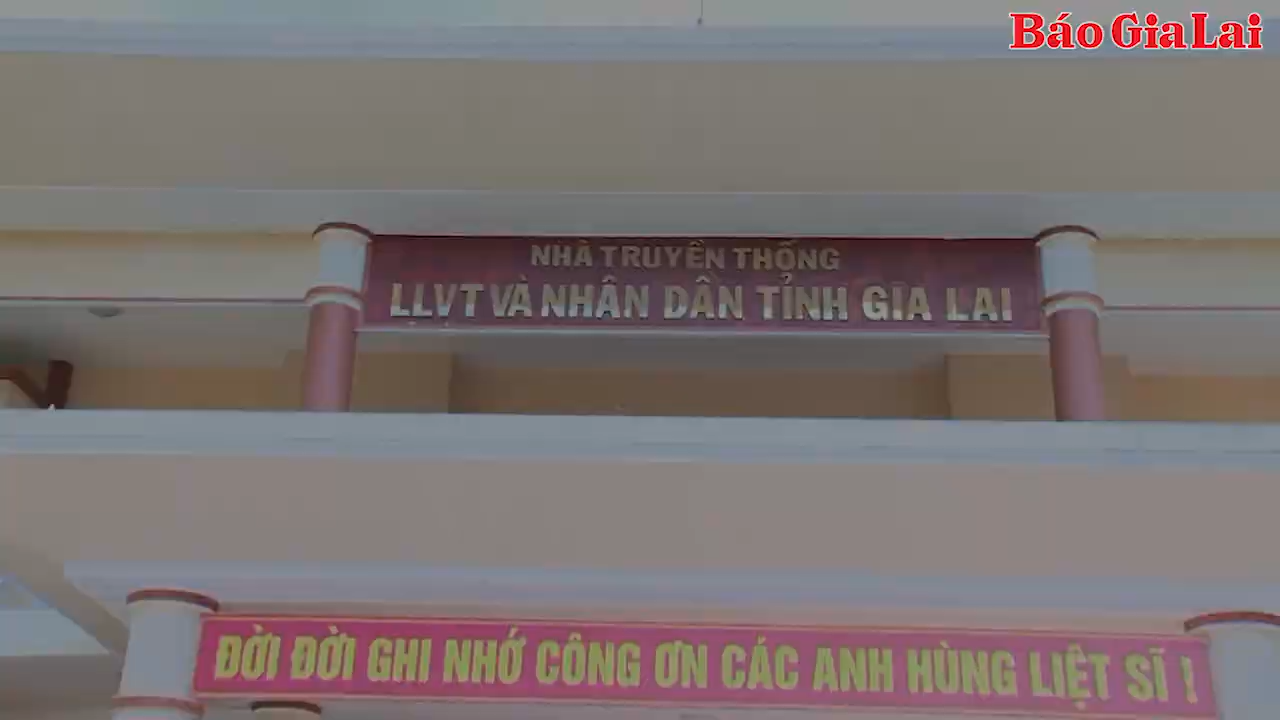 Báo Gia Lai
NHÀ TRUYỀN THỐNG
LLVT VÀ NHÂN DÂN TỈNH GIA LAI
ĐỜI ĐỜI GHI NHỚ CÔNG ƠN CÁC ANH HÙNG LIỆT SĨ !